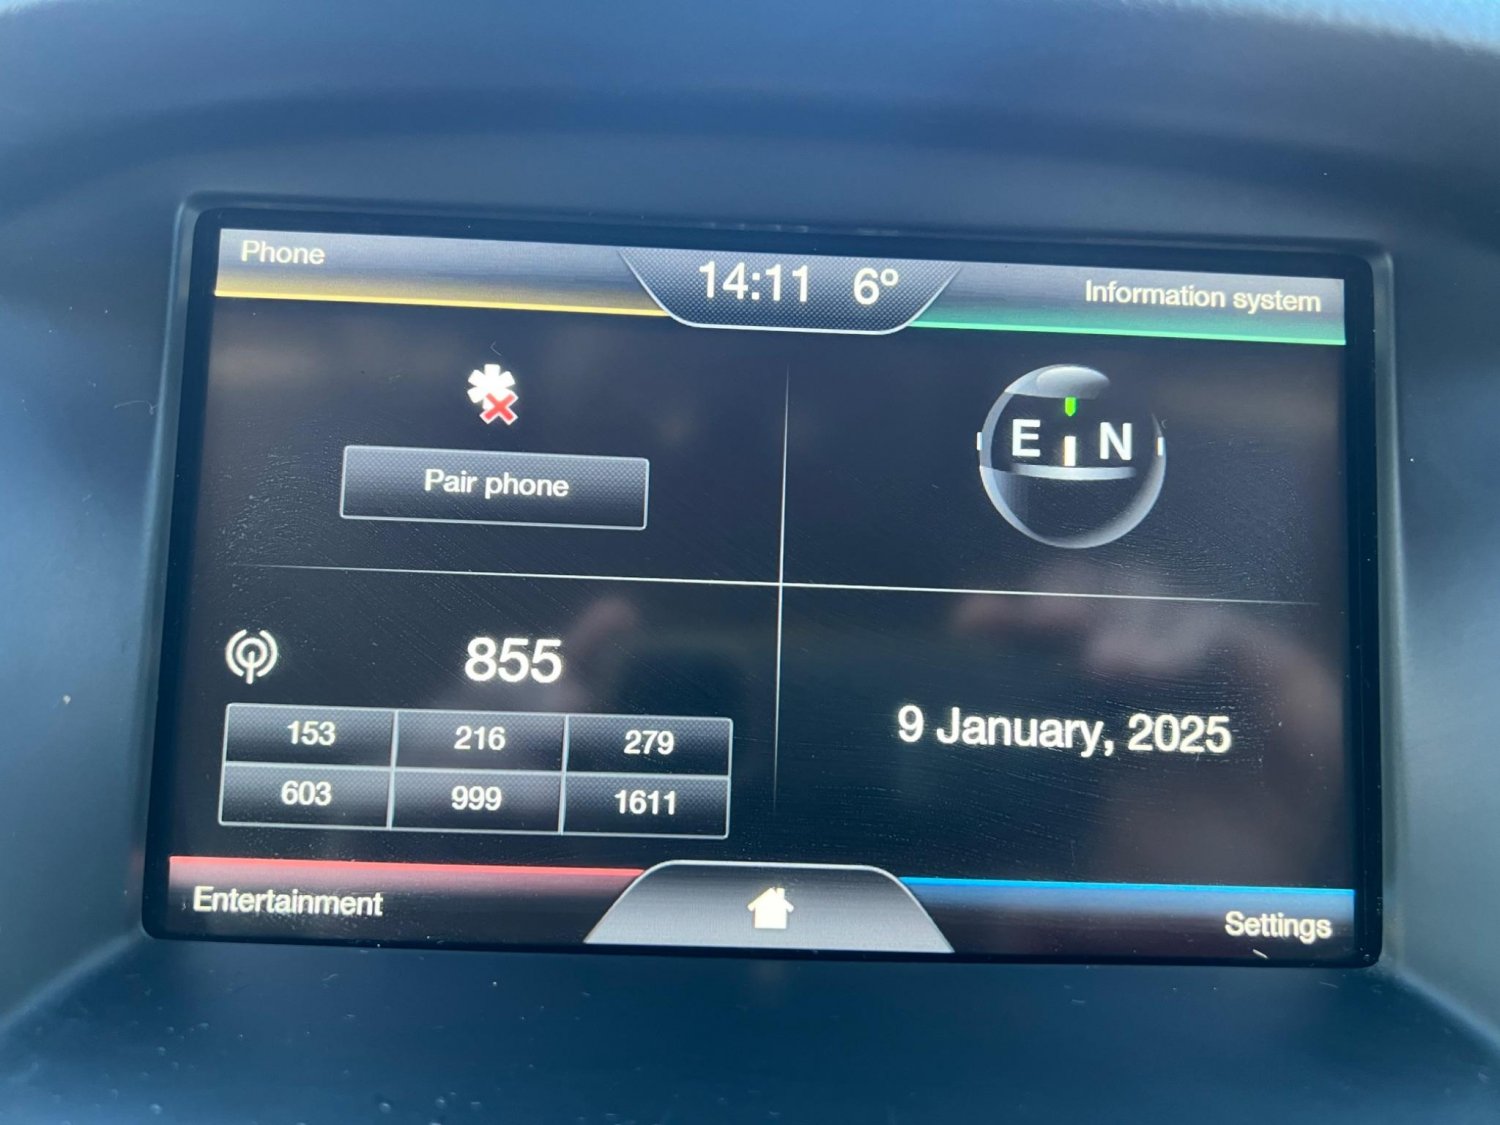 Phone
14:11 6º
Information system
Pair phone
E N
855
153 216 279
603 999 1611
9 January, 2025
Entertainment
Settings